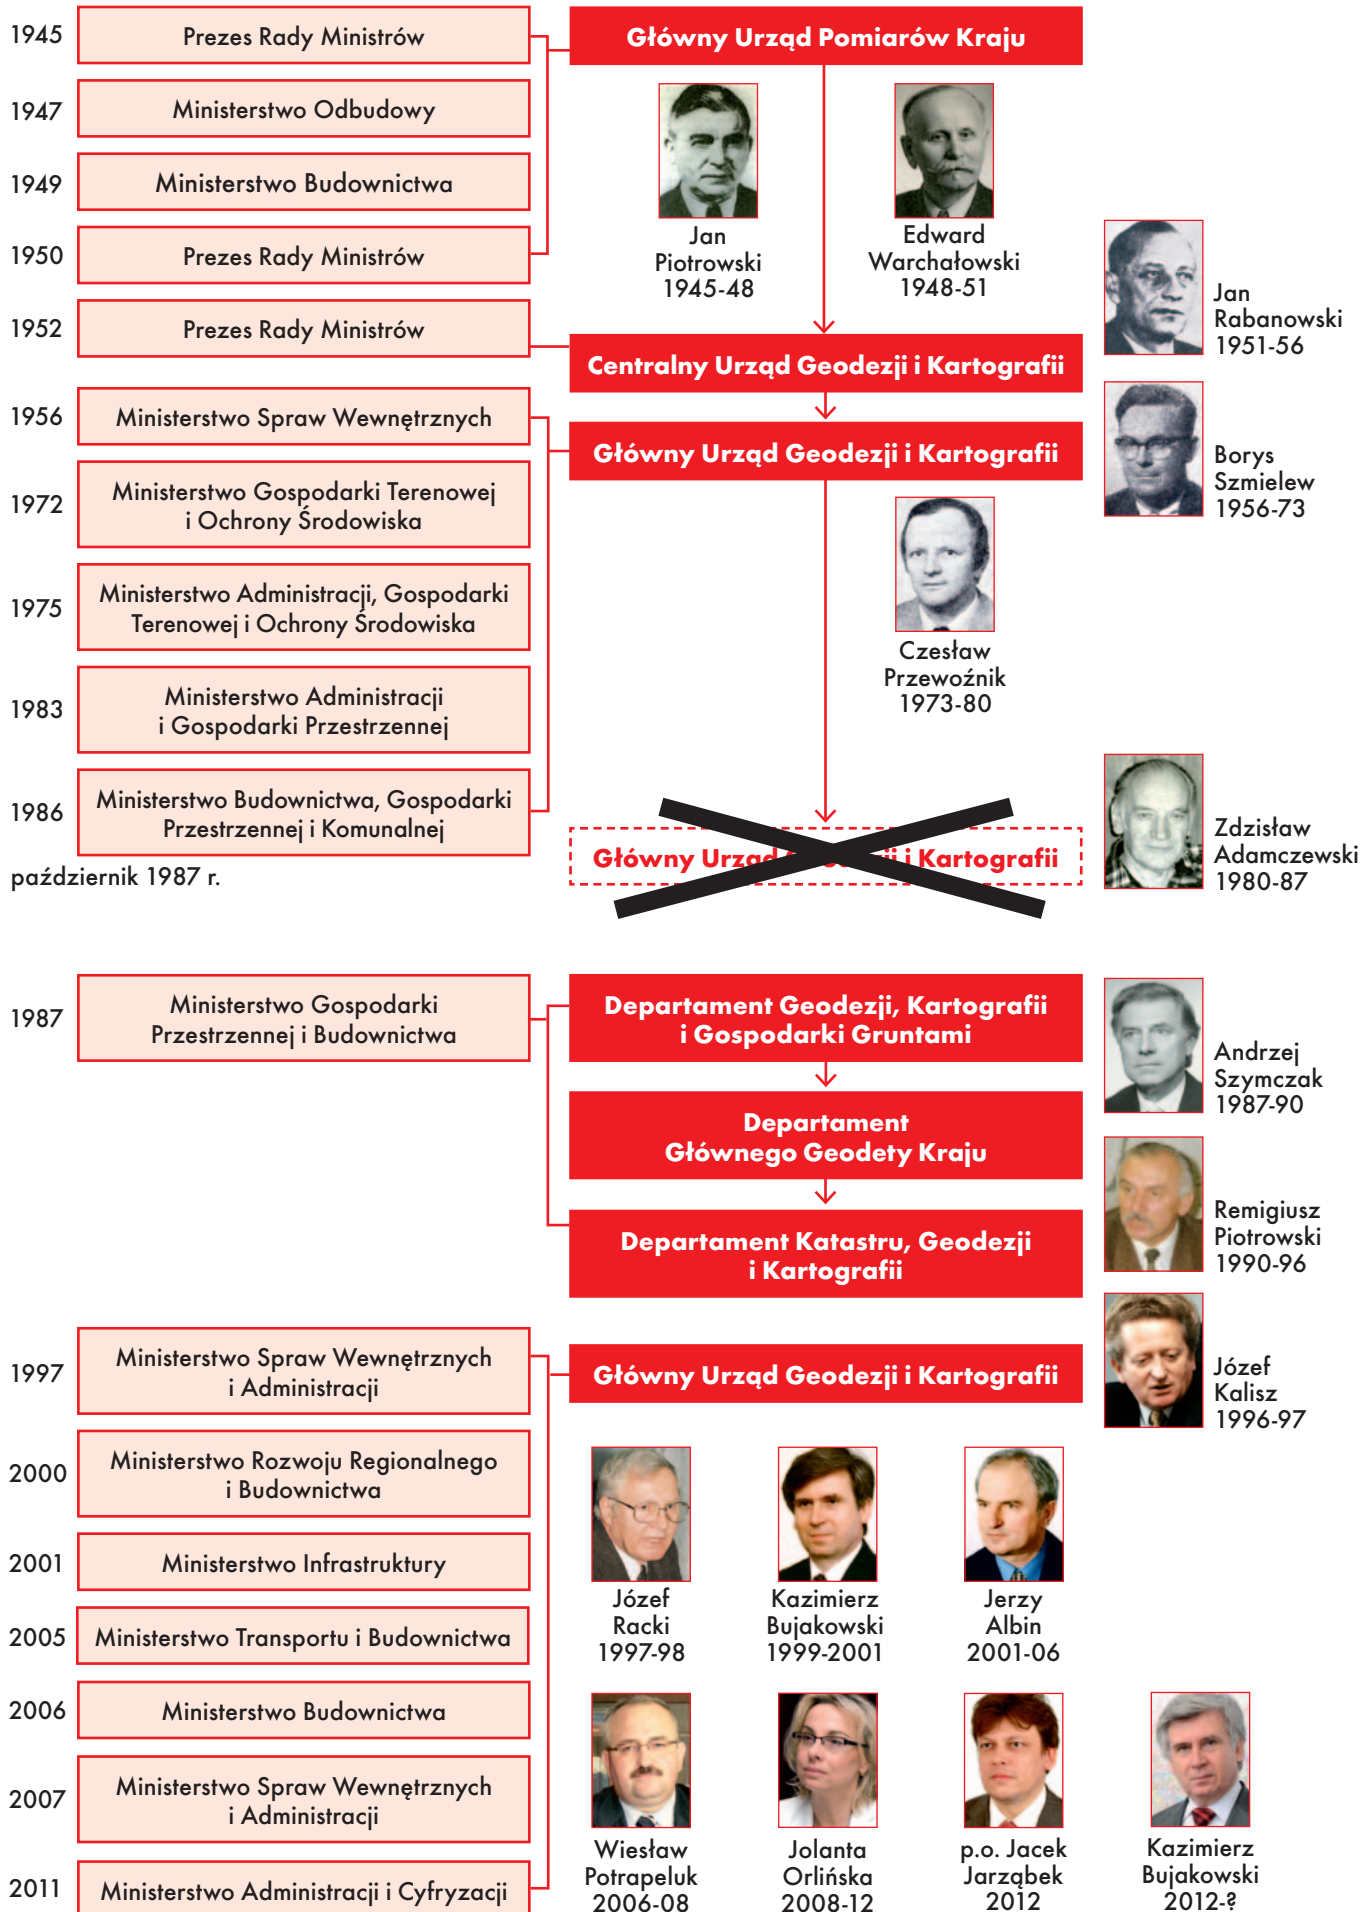 1945
Prezes Rady Ministrów
Główny Urząd Pomiarów Kraju
1947
Ministerstwo Odbudowy
1949
Ministerstwo Budownictwa
1950
Prezes Rady Ministrów
Jan
Piotrowski
1945-48
Edward
Warchałowski
1948-51
Jan
Rabanowski
1951-56
1952
Prezes Rady Ministrów
Centralny Urząd Geodezji i Kartografii
1956
Ministerstwo Spraw Wewnętrznych
Główny Urząd Geodezji i Kartografii
Borys
Szmielew
1956-73
1972
Ministerstwo Gospodarki Terenowej
i Ochrony Środowiska
1975
Ministerstwo Administracji, Gospodarki
Terenowej i Ochrony Środowiska
Czesław
Przewoźnik
1973-80
1983
Ministerstwo Administracji
i Gospodarki Przestrzennej
1986
Ministerstwo Budownictwa, Gospodarki
Przestrzennej i Komunalnej
Główny Urząd Geodezji i Kartografii
Zdzisław
Adamczewski
1980-87
październik 1987 r.
1987
Ministerstwo Gospodarki
Przestrzennej i Budownictwa
Departament Geodezji, Kartografii
i Gospodarki Gruntami
Andrzej
Szymczak
1987-90
Departament
Głównego Geodety Kraju
Remigiusz
Piotrowski
1990-96
Departament Katastru, Geodezji
i Kartografii
1997
Ministerstwo Spraw Wewnętrznych
i Administracji
Główny Urząd Geodezji i Kartografii
Józef
Kalisz
1996-97
2000
Ministerstwo Rozwoju Regionalnego
i Budownictwa
2001
Ministerstwo Infrastruktury
2005
Ministerstwo Transportu i Budownictwa
Józef
Racki
1997-98
Kazimierz
Bujakowski
1999-2001
Jerzy
Albin
2001-06
2006
Ministerstwo Budownictwa
2007
Ministerstwo Spraw Wewnętrznych
i Administracji
2011
Ministerstwo Administracji i Cyfryzacji
Wiesław
Potrapeluk
2006-08
Jolanta
Orlińska
2008-12
p.o. Jacek
Jarząbek
2012
Kazimierz
Bujakowski
2012-?